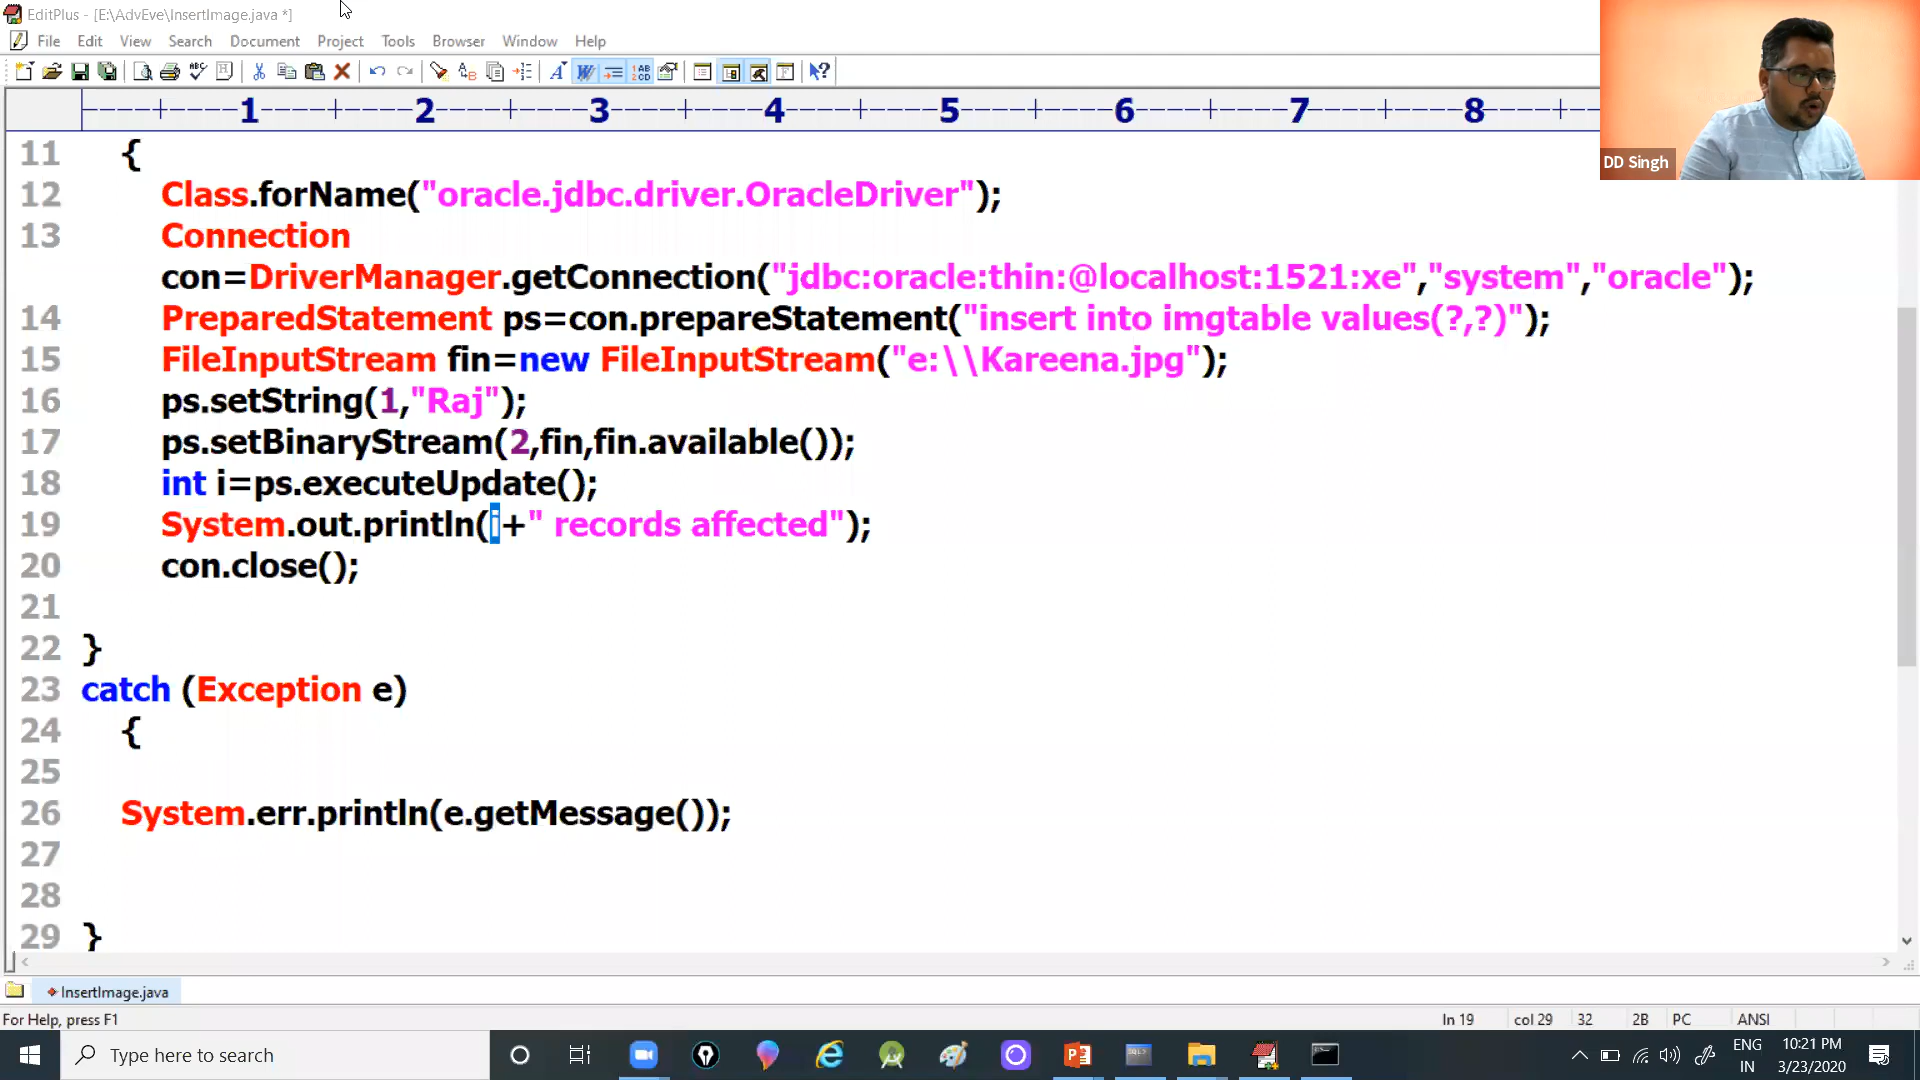 EditPlus - [E:\AdvEve\InsertImage.java *]
File Edit View Search Document Project Tools Browser Window Help
----+----1----+----2----+----3----+----4----+----5----+----6----+----7----+----8----+--
DD Singh
11 {
12 Class.forName("oracle.jdbc.driver.OracleDriver");
13 Connection
con=DriverManager.getConnection("jdbc:oracle:thin:@localhost:1521:xe","system","oracle");
14 PreparedStatement ps=con.prepareStatement("insert into imgtable values(?,?)");
15 FileInputStream fin=new FileInputStream("e:\\Kareena.jpg");
16 ps.setString(1,"Raj");
17 ps.setBinaryStream(2,fin,fin.available());
18 int i=ps.executeUpdate();
19 System.out.println(i+" records affected");
20 con.close();
21
22 }
23 catch (Exception e)
24 {
25
26 System.err.println(e.getMessage());
27
28
29 }
InsertImage.java
For Help, press F1
ln 19 col 29 32 2B PC ANSI
Type here to search
ENG
IN
10:21 PM
3/23/2020